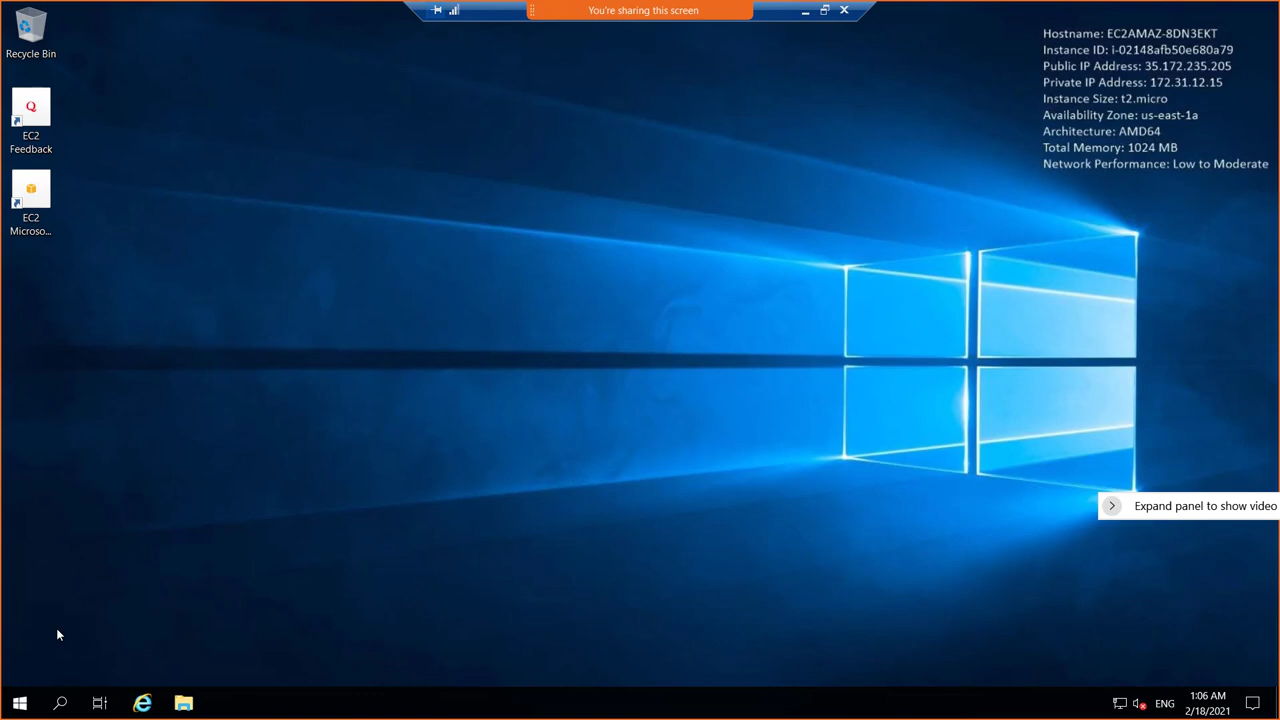 You're sharing this screen
Recycle Bin
EC2
Feedback
EC2
Microso...
Hostname: EC2AMAZ-8DN3EKT
Instance ID: i-02148afb50e680a79
Public IP Address: 35.172.235.205
Private IP Address: 172.31.12.15
Instance Size: t2.micro
Availability Zone: us-east-1a
Architecture: AMD64
Total Memory: 1024 MB
Network Performance: Low to Moderate
Expand panel to show video
ENG
1:06 AM
2/18/2021